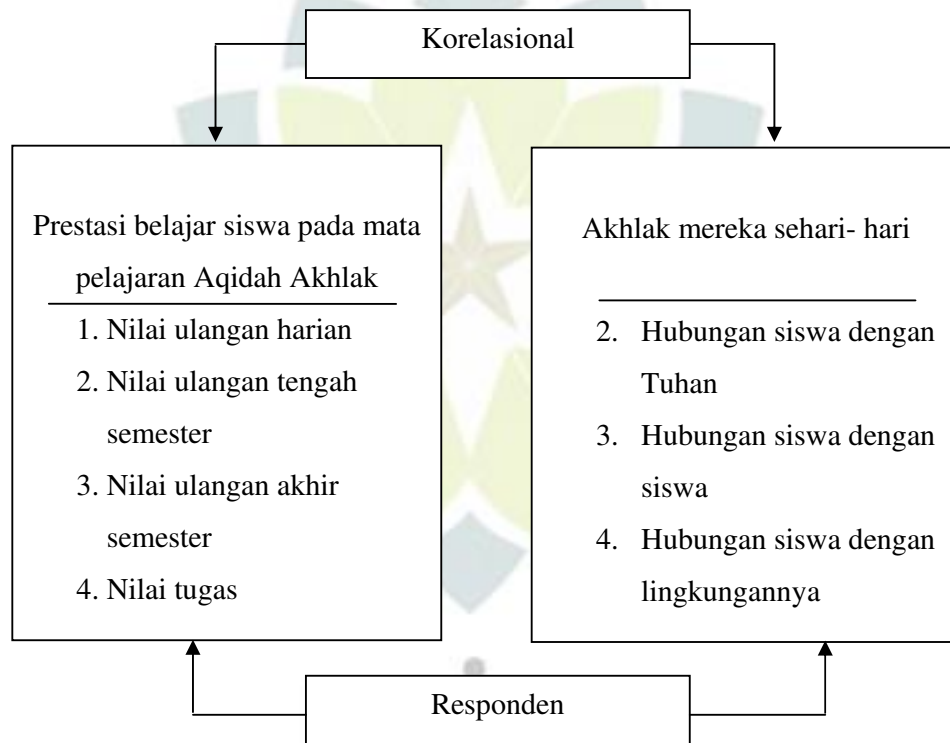 Korelasional
Prestasi belajar siswa pada mata
pelajaran Aqidah Akhlak
1. Nilai ulangan harian
2. Nilai ulangan tengah
semester
3. Nilai ulangan akhir
semester
4. Nilai tugas
Akhlak mereka sehari- hari
2. Hubungan siswa dengan
Tuhan
3. Hubungan siswa dengan
siswa
4. Hubungan siswa dengan
lingkungannya
Responden